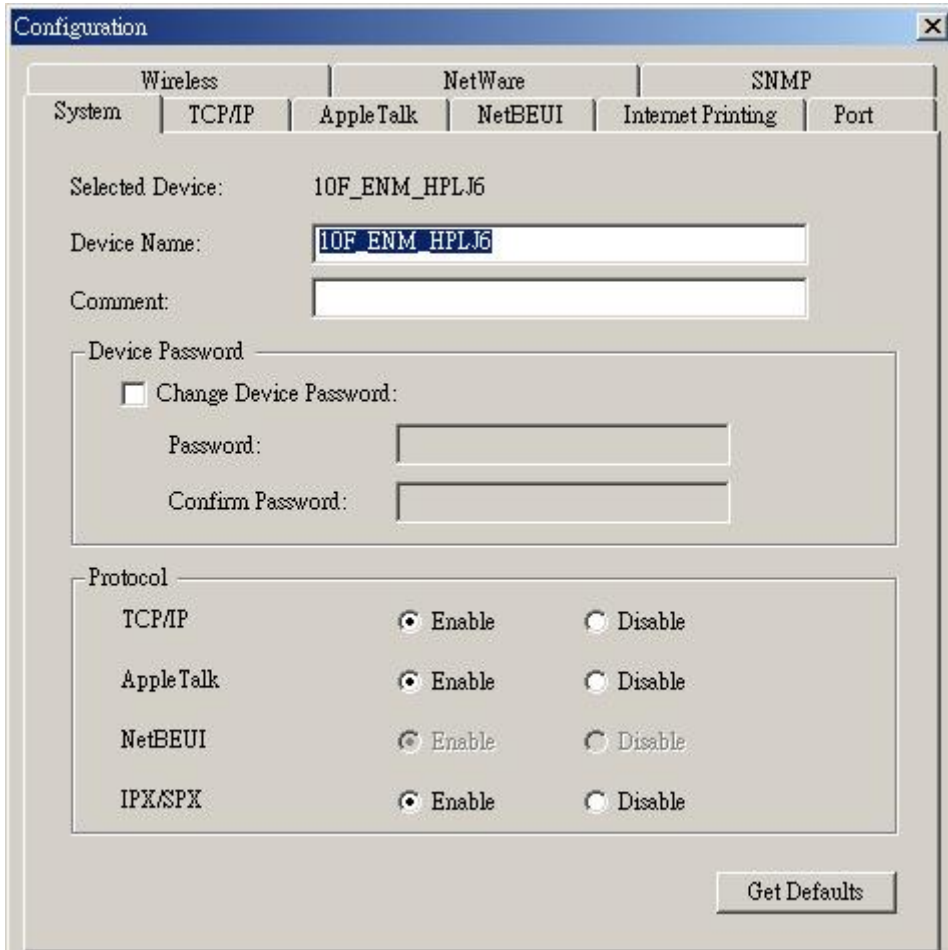 Configuration
Wireless NetWare SNMP
System TCP/IP AppleTalk NetBEUI Internet Printing Port
Selected Device: 10F_ENM_HPLJ6
Device Name: 10F_ENM_HPLJ6
Comment:
Device Password
Change Device Password:
Password:
Confirm Password:
Protocol
TCP/IP Enable Disable
AppleTalk Enable Disable
NetBEUI Enable Disable
IPX/SPX Enable Disable
Get Defaults